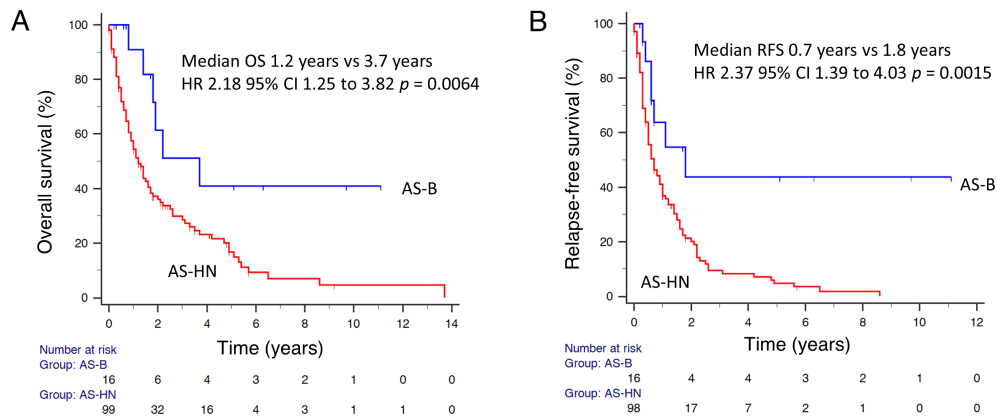 A
Overall survival (%)
100
80
60
40
20
0
Median OS 1.2 years vs 3.7 years
HR 2.18 95% CI 1.25 to 3.82 p = 0.0064
AS-B
AS-HN
0 2 4 6 8 10 12 14
Time (years)
Number at risk
Group: AS-B
16 6 4 3 2 1 0 0
Group: AS-HN
99 32 16 4 3 1 1 0
B
Relapse-free survival (%)
100
80
60
40
20
0
Median RFS 0.7 years vs 1.8 years
HR 2.37 95% CI 1.39 to 4.03 p = 0.0015
AS-B
AS-HN
0 2 4 6 8 10 12
Time (years)
Number at risk
Group: AS-B
16 4 4 3 2 1 0
Group: AS-HN
98 17 7 2 1 0 0